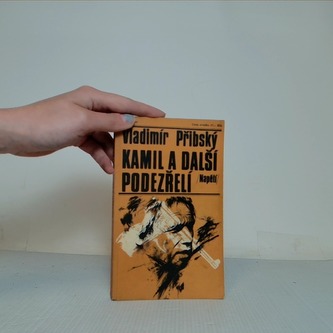 Vladimír Přibský
KAMIL A DALŠÍ
PODEZŘELÍ
/Napětí/